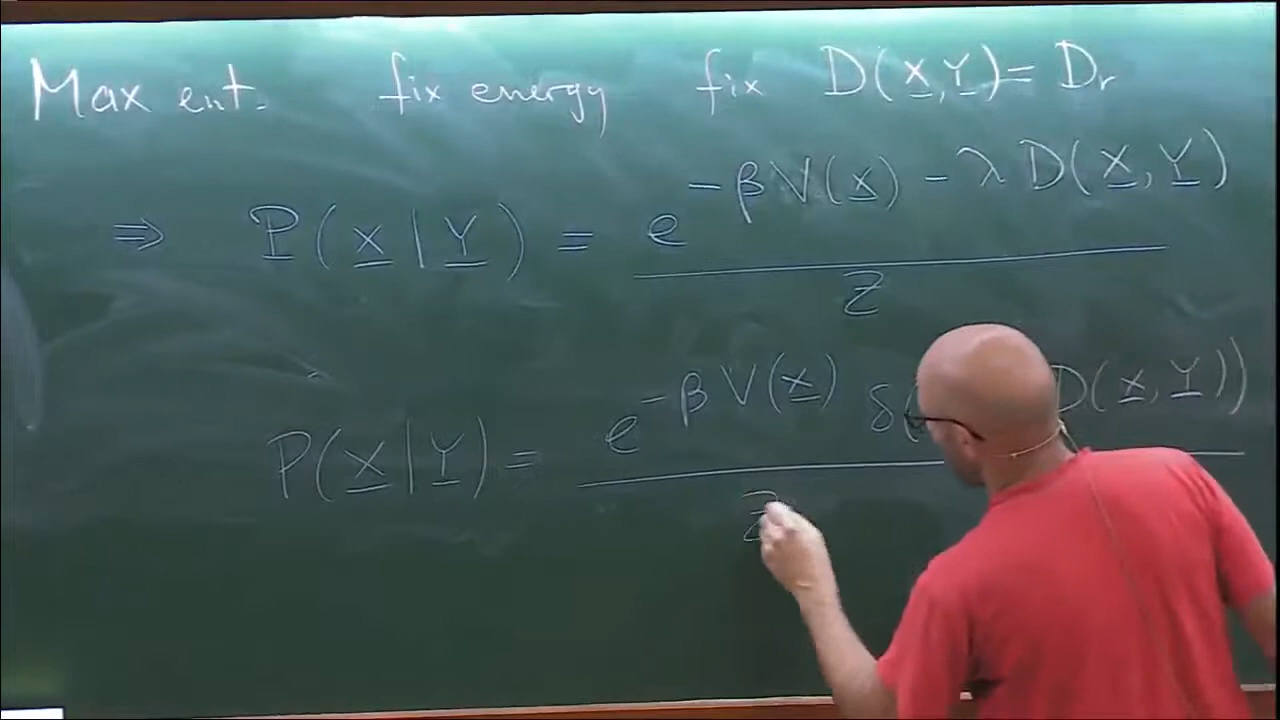 Max ent. fix energy fix D(X,Y)=Dr
⇒ P(X|Y) = e^{-βV(X) - λD(X,Y)} / Z
P(X|Y) = e^{-βV(X)} δ( D(X,Y)) / Z